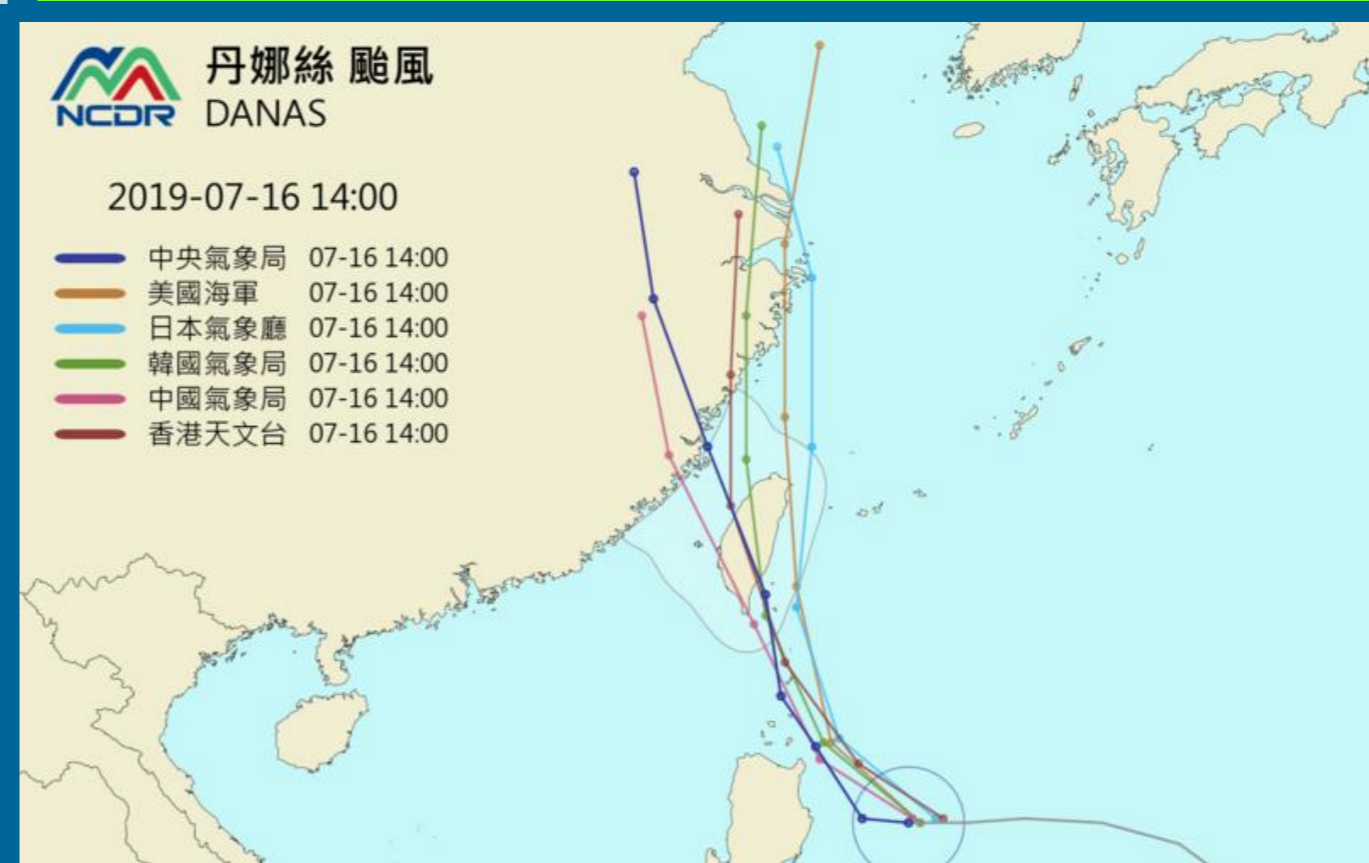 NCDR
丹娜絲 颱風
DANAS
2019-07-16 14:00
中央氣象局 07-16 14:00
美國海軍 07-16 14:00
日本氣象廳 07-16 14:00
韓國氣象局 07-16 14:00
中國氣象局 07-16 14:00
香港天文台 07-16 14:00